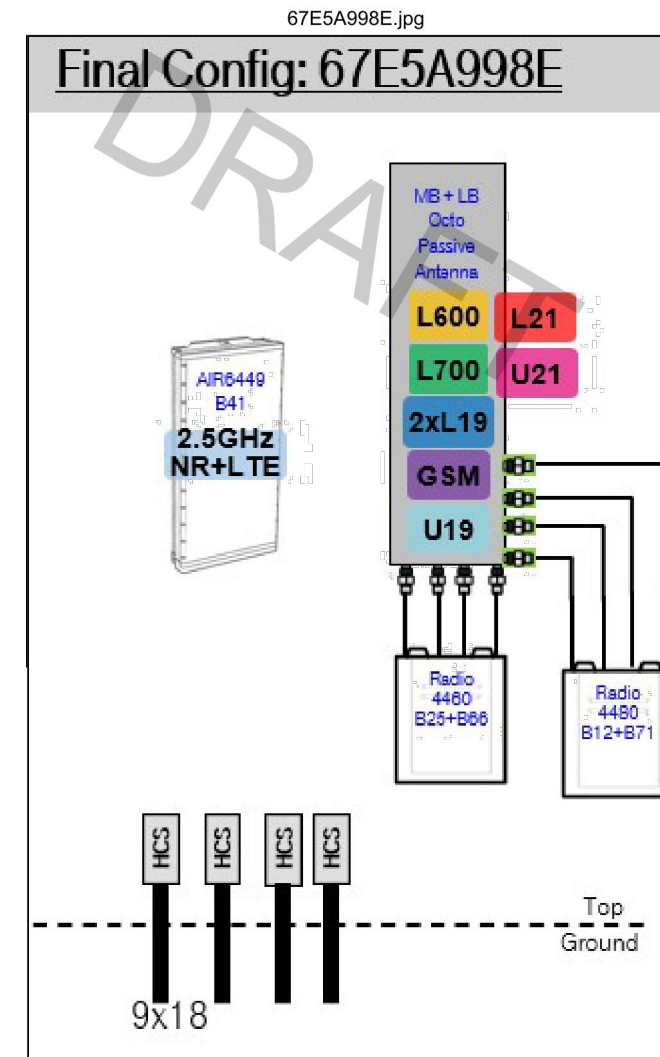 67E5A998E.jpg
Final Config: 67E5A998E
DRAFT
MB + LB
Octo
Passive
Antenna
L600
L21
L700
U21
2xL19
GSM
U19
AIR6449
B41
2.5GHz
NR+LTE
Radio
4460
B25+B66
Radio
4480
B12+B71
HCS
HCS
HCS
HCS
Top
Ground
9x18